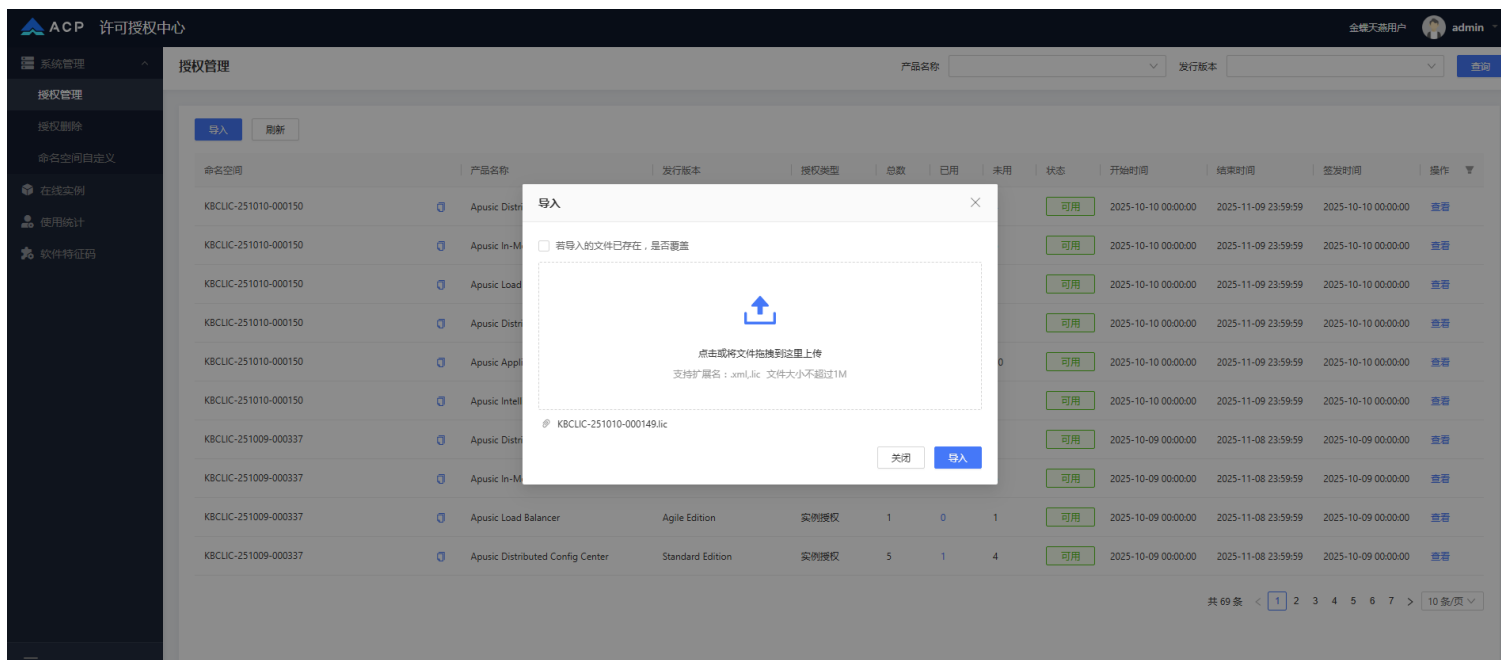 ACP 许可授权中心
金蝶天燕用户 admin
系统管理
授权管理
授权删除
命名空间自定义
在线实例
使用统计
软件特征码
授权管理 产品名称 发行版本 查询
导入 刷新
命名空间 产品名称 发行版本 授权类型 总数 已用 未用 状态 开始时间 结束时间 签发时间 操作
KBCLIC-251010-000150 Apusic Distri 可用 2025-10-10 00:00:00 2025-11-09 23:59:59 2025-10-10 00:00:00 查看
KBCLIC-251010-000150 Apusic In-M 可用 2025-10-10 00:00:00 2025-11-09 23:59:59 2025-10-10 00:00:00 查看
KBCLIC-251010-000150 Apusic Load 可用 2025-10-10 00:00:00 2025-11-09 23:59:59 2025-10-10 00:00:00 查看
KBCLIC-251010-000150 Apusic Distri 可用 2025-10-10 00:00:00 2025-11-09 23:59:59 2025-10-10 00:00:00 查看
KBCLIC-251010-000150 Apusic Appli 0 可用 2025-10-10 00:00:00 2025-11-09 23:59:59 2025-10-10 00:00:00 查看
KBCLIC-251010-000150 Apusic Intell 可用 2025-10-10 00:00:00 2025-11-09 23:59:59 2025-10-10 00:00:00 查看
KBCLIC-251009-000337 Apusic Distri 可用 2025-10-09 00:00:00 2025-11-08 23:59:59 2025-10-09 00:00:00 查看
KBCLIC-251009-000337 Apusic In-M 可用 2025-10-09 00:00:00 2025-11-08 23:59:59 2025-10-09 00:00:00 查看
KBCLIC-251009-000337 Apusic Load Balancer Agile Edition 实例授权 1 0 1 可用 2025-10-09 00:00:00 2025-11-08 23:59:59 2025-10-09 00:00:00 查看
KBCLIC-251009-000337 Apusic Distributed Config Center Standard Edition 实例授权 5 1 4 可用 2025-10-09 00:00:00 2025-11-08 23:59:59 2025-10-09 00:00:00 查看
共 69 条 < 1 2 3 4 5 6 7 > 10 条/页
导入
若导入的文件已存在，是否覆盖
点击或将文件拖拽到这里上传
支持扩展名：.xml,.lic 文件大小不超过1M
KBCLIC-251010-000149.lic
关闭 导入